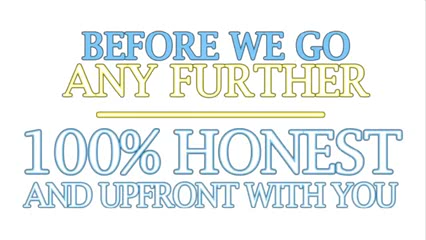 BEFORE WE GO
ANY FURTHER
100% HONEST
AND UPFRONT WITH YOU